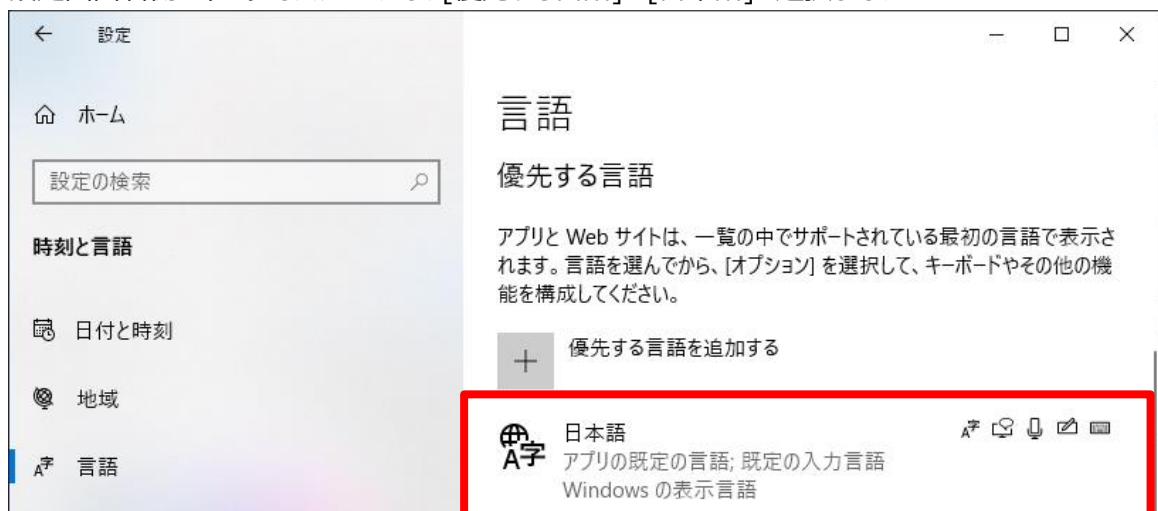 設定
ホーム
設定の検索
時刻と言語
日付と時刻
地域
言語
言語
優先する言語
アプリと Web サイトは、一覧の中でサポートされている最初の言語で表示さ
れます。言語を選んでから、[オプション] を選択して、キーボードやその他の機
能を構成してください。
優先する言語を追加する
日本語
アプリの既定の言語; 既定の入力言語
Windows の表示言語